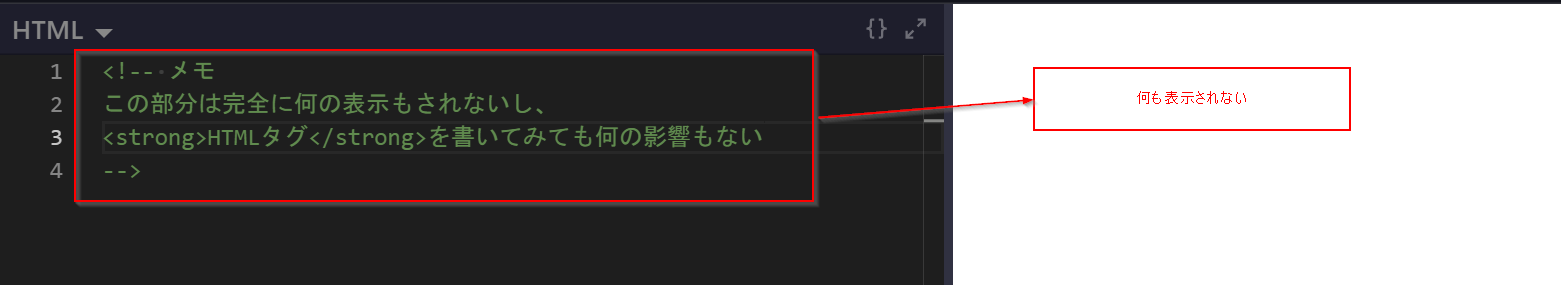 HTML
{}
1 <!-- メモ
2 この部分は完全に何の表示もされないし、
3 <strong>HTMLタグ</strong>を書いてみても何の影響もない
4 -->
何も表示されない